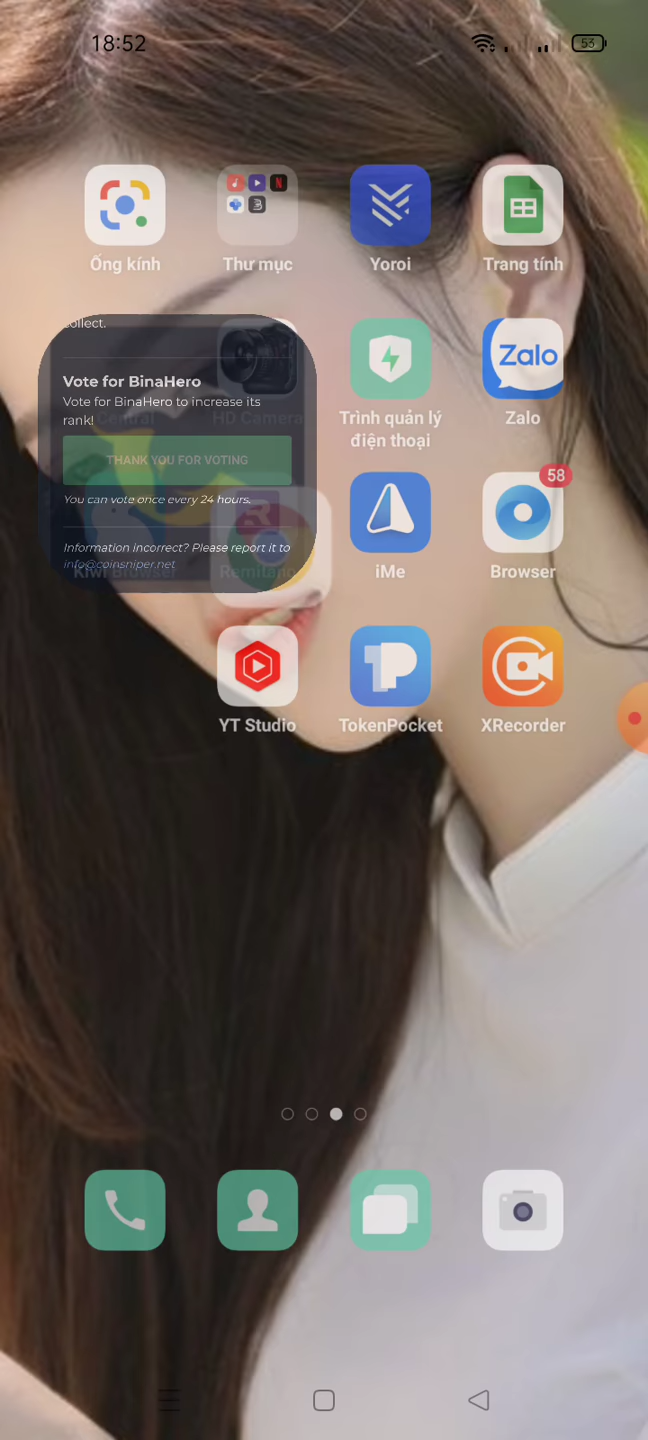 18:52
53
Ống kính
Thư mục
Yoroi
Trang tính
collect.
Vote for BinaHero
Vote for BinaHero to increase its
rank!
THANK YOU FOR VOTING
You can vote once every 24 hours.
Information incorrect? Please report it to
info@coinsniper.net
Central
HD Camera
Trình quản lý
điện thoại
Zalo
Zalo
Kiwi Browser
Remitano
iMe
58
Browser
YT Studio
TokenPocket
XRecorder